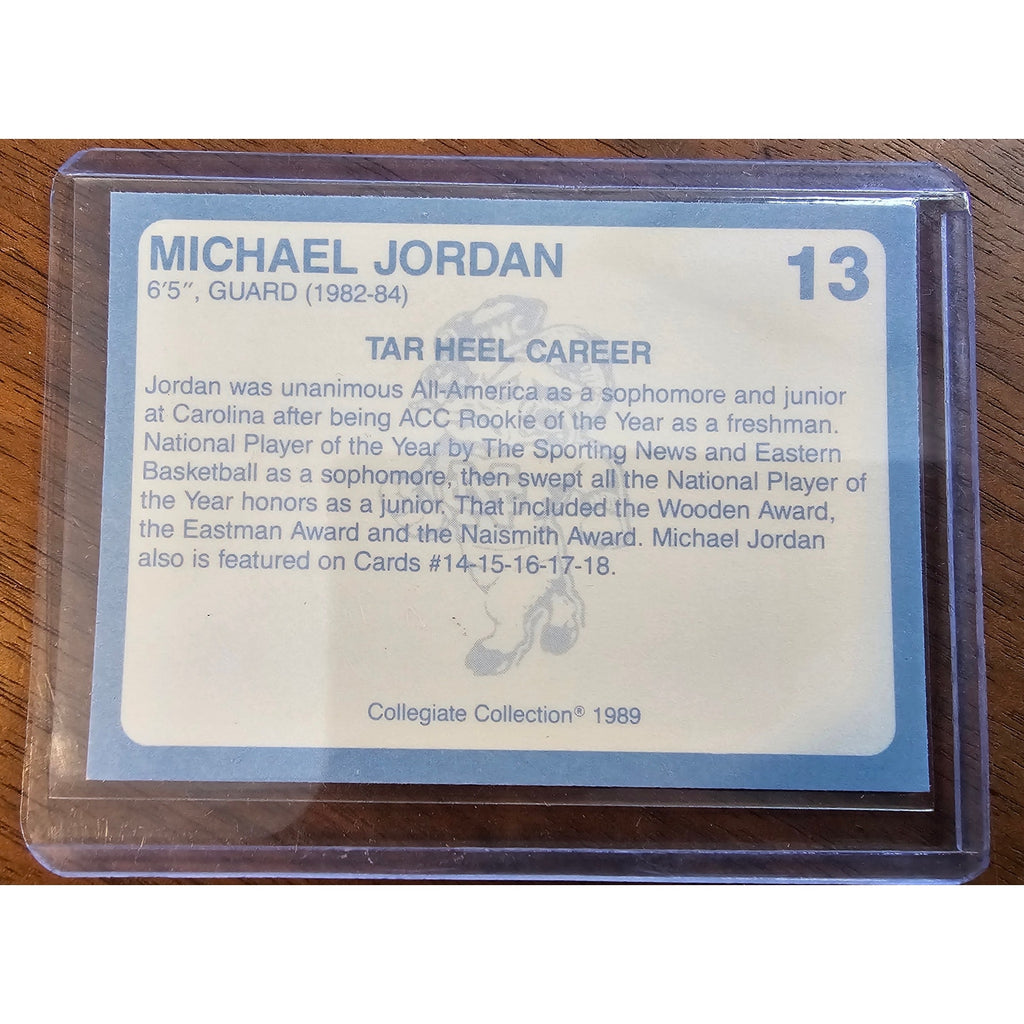 MICHAEL JORDAN 13
6'5", GUARD (1982-84)
TAR HEEL CAREER
Jordan was unanimous All-America as a sophomore and junior
at Carolina after being ACC Rookie of the Year as a freshman.
National Player of the Year by The Sporting News and Eastern
Basketball as a sophomore, then swept all the National Player of
the Year honors as a junior. That included the Wooden Award,
the Eastman Award and the Naismith Award. Michael Jordan
also is featured on Cards #14-15-16-17-18.
UNC
Collegiate Collection® 1989